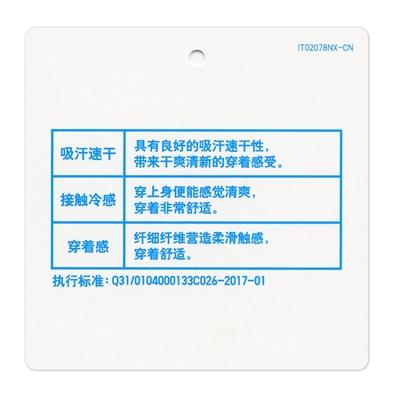 IT02078NX-CN
吸汗速干
具有良好的吸汗速干性，
带来干爽清新的穿着感受。
接触冷感
穿上身便能感觉清爽，
穿着非常舒适。
穿着感
纤细纤维营造柔滑触感，
穿着舒适。
执行标准：Q31/0104000133C026-2017-01